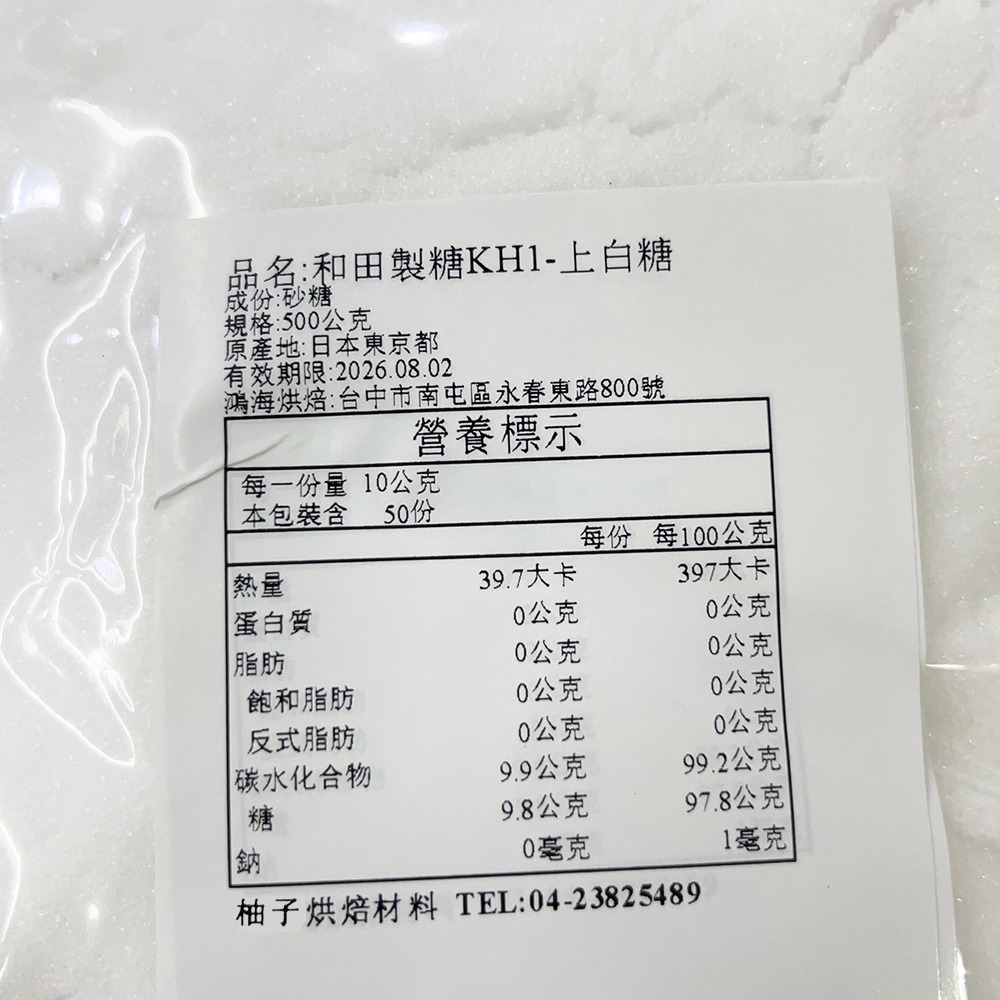 品名:和田製糖KH1-上白糖
成份:砂糖
規格:500公克
原產地:日本東京都
有效期限:2026.08.02
鴻海烘焙:台中市南屯區永春東路800號
營養標示
每一份量 10公克
本包裝含 50份
每份 每100公克
熱量 39.7大卡 397大卡
蛋白質 0公克 0公克
脂肪 0公克 0公克
飽和脂肪 0公克 0公克
反式脂肪 0公克 0公克
碳水化合物 9.9公克 99.2公克
糖 9.8公克 97.8公克
鈉 0毫克 1毫克
柚子烘焙材料 TEL:04-23825489